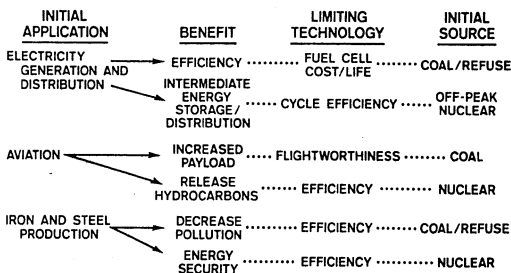 INITIAL APPLICATION BENEFIT LIMITING TECHNOLOGY INITIAL SOURCE
ELECTRICITY GENERATION AND DISTRIBUTION
EFFICIENCY ........ FUEL CELL COST/LIFE ........ COAL/REFUSE
INTERMEDIATE ENERGY STORAGE/ DISTRIBUTION ..... CYCLE EFFICIENCY ..... OFF-PEAK NUCLEAR
AVIATION
INCREASED PAYLOAD ..... FLIGHTWORTHINESS ........ COAL
RELEASE HYDROCARBONS ...... EFFICIENCY ........ NUCLEAR
IRON AND STEEL PRODUCTION
DECREASE POLLUTION ........ EFFICIENCY ........ COAL/REFUSE
ENERGY SECURITY ........ EFFICIENCY ........ NUCLEAR